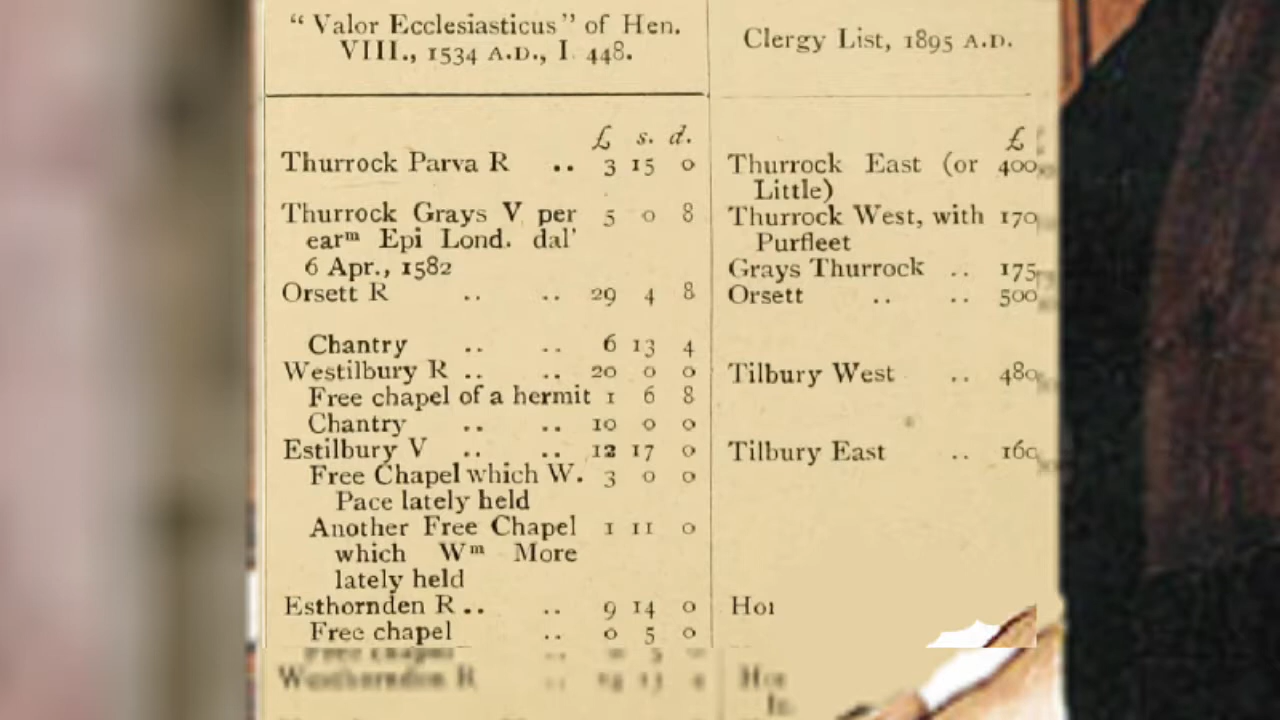 “ Valor Ecclesiasticus ” of Hen.
VIII., 1534 A.D., I. 448.
£ s. d.
Thurrock Parva R .. 3 15 0
Thurrock Grays V per 5 0 8
earᵐ Epi Lond. dal'
6 Apr., 1582
Orsett R .. .. 29 4 8
Chantry .. .. 6 13 4
Westilbury R .. .. 20 0 0
Free chapel of a hermit 1 6 8
Chantry .. .. 10 0 0
Estilbury V .. .. 12 17 0
Free Chapel which W. 3 0 0
Pace lately held
Another Free Chapel 1 11 0
which Wᵐ More
lately held
Esthornden R .. .. 9 14 0
Free chapel .. 0 5 0
Clergy List, 1895 A.D.
£
Thurrock East (or 400
Little)
Thurrock West, with 170
Purfleet
Grays Thurrock .. 175
Orsett .. .. 500
Tilbury West .. 480
Tilbury East .. 160